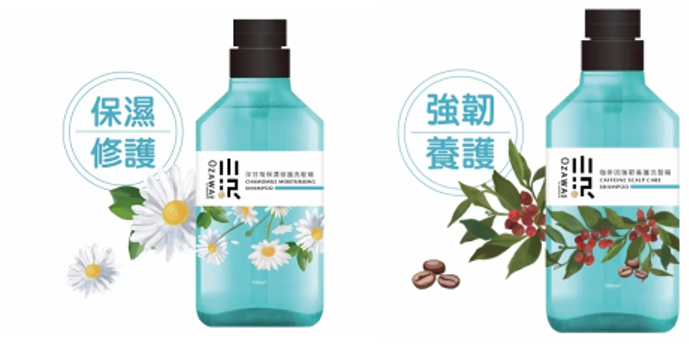 保濕
修護
小澤
OZAWA
洋甘菊保濕修護洗髮精
CHAMOMILE MOISTURIZING
SHAMPOO
強韌
養護
小澤
OZAWA
咖啡因強韌養護洗髮精
CAFFEINE SCALP CARE
SHAMPOO